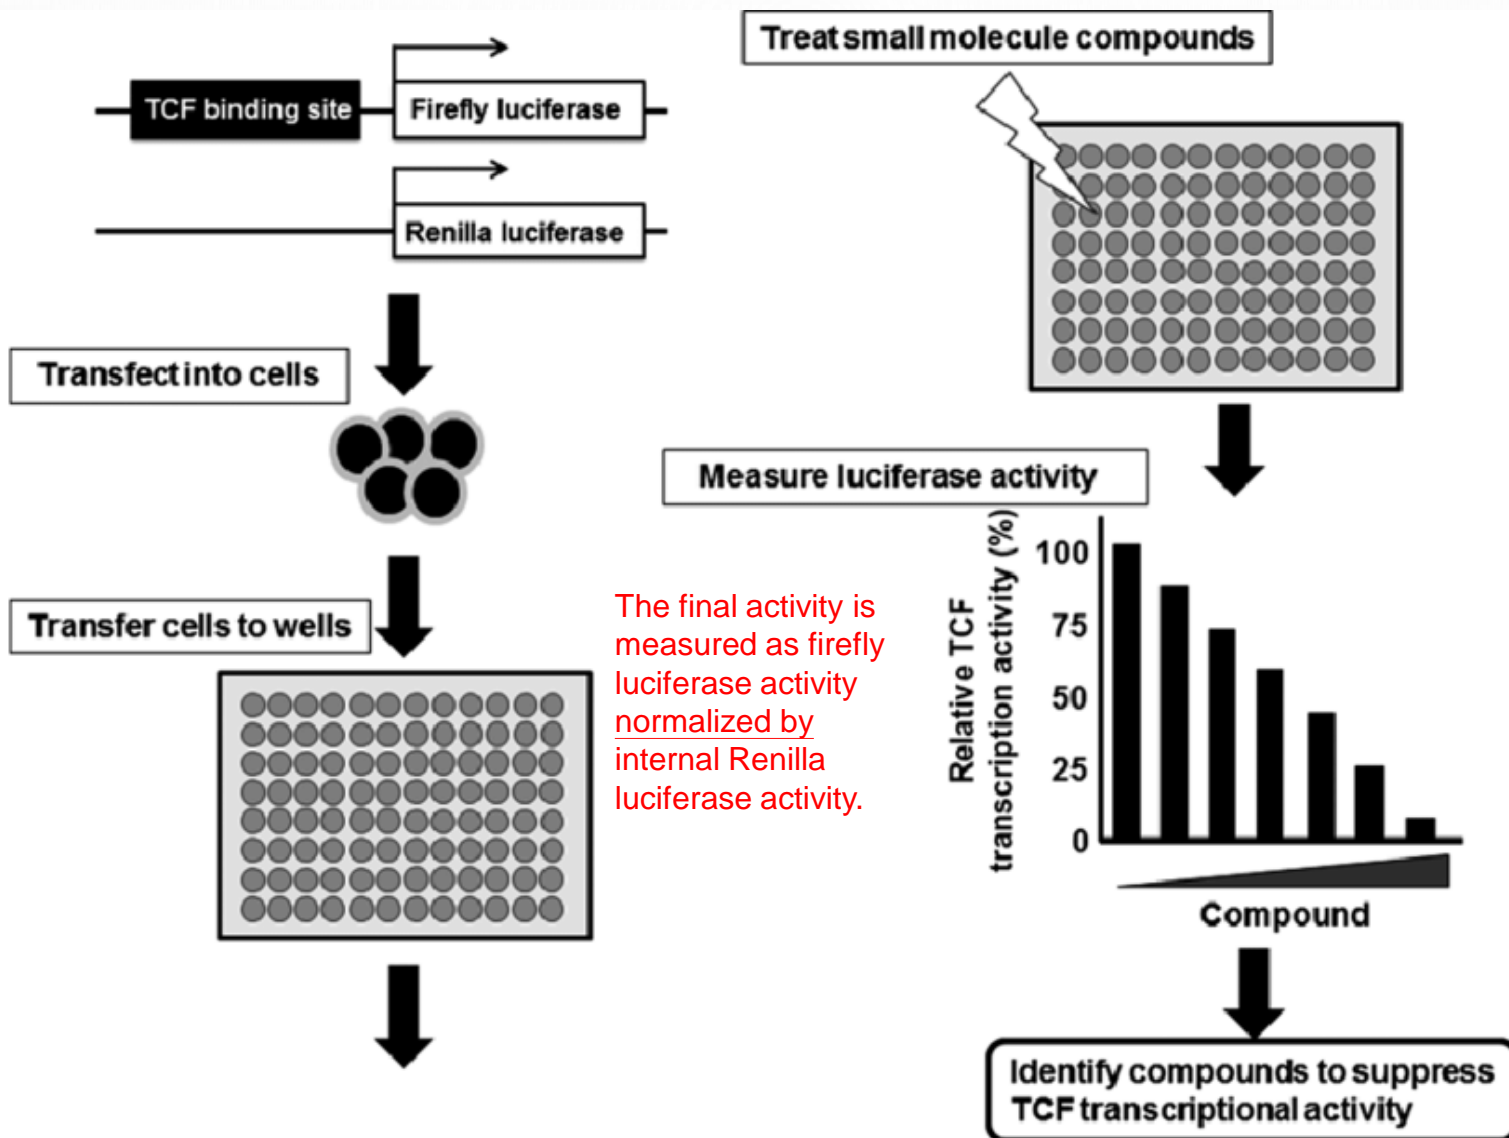 TCF binding site
Firefly luciferase
Renilla luciferase
Transfect into cells
Transfer cells to wells
The final activity is
measured as firefly
luciferase activity
normalized by
internal Renilla
luciferase activity.
Treat small molecule compounds
Measure luciferase activity
Relative TCF
transcription activity (%)
100
75
50
25
0
Compound
Identify compounds to suppress
TCF transcriptional activity